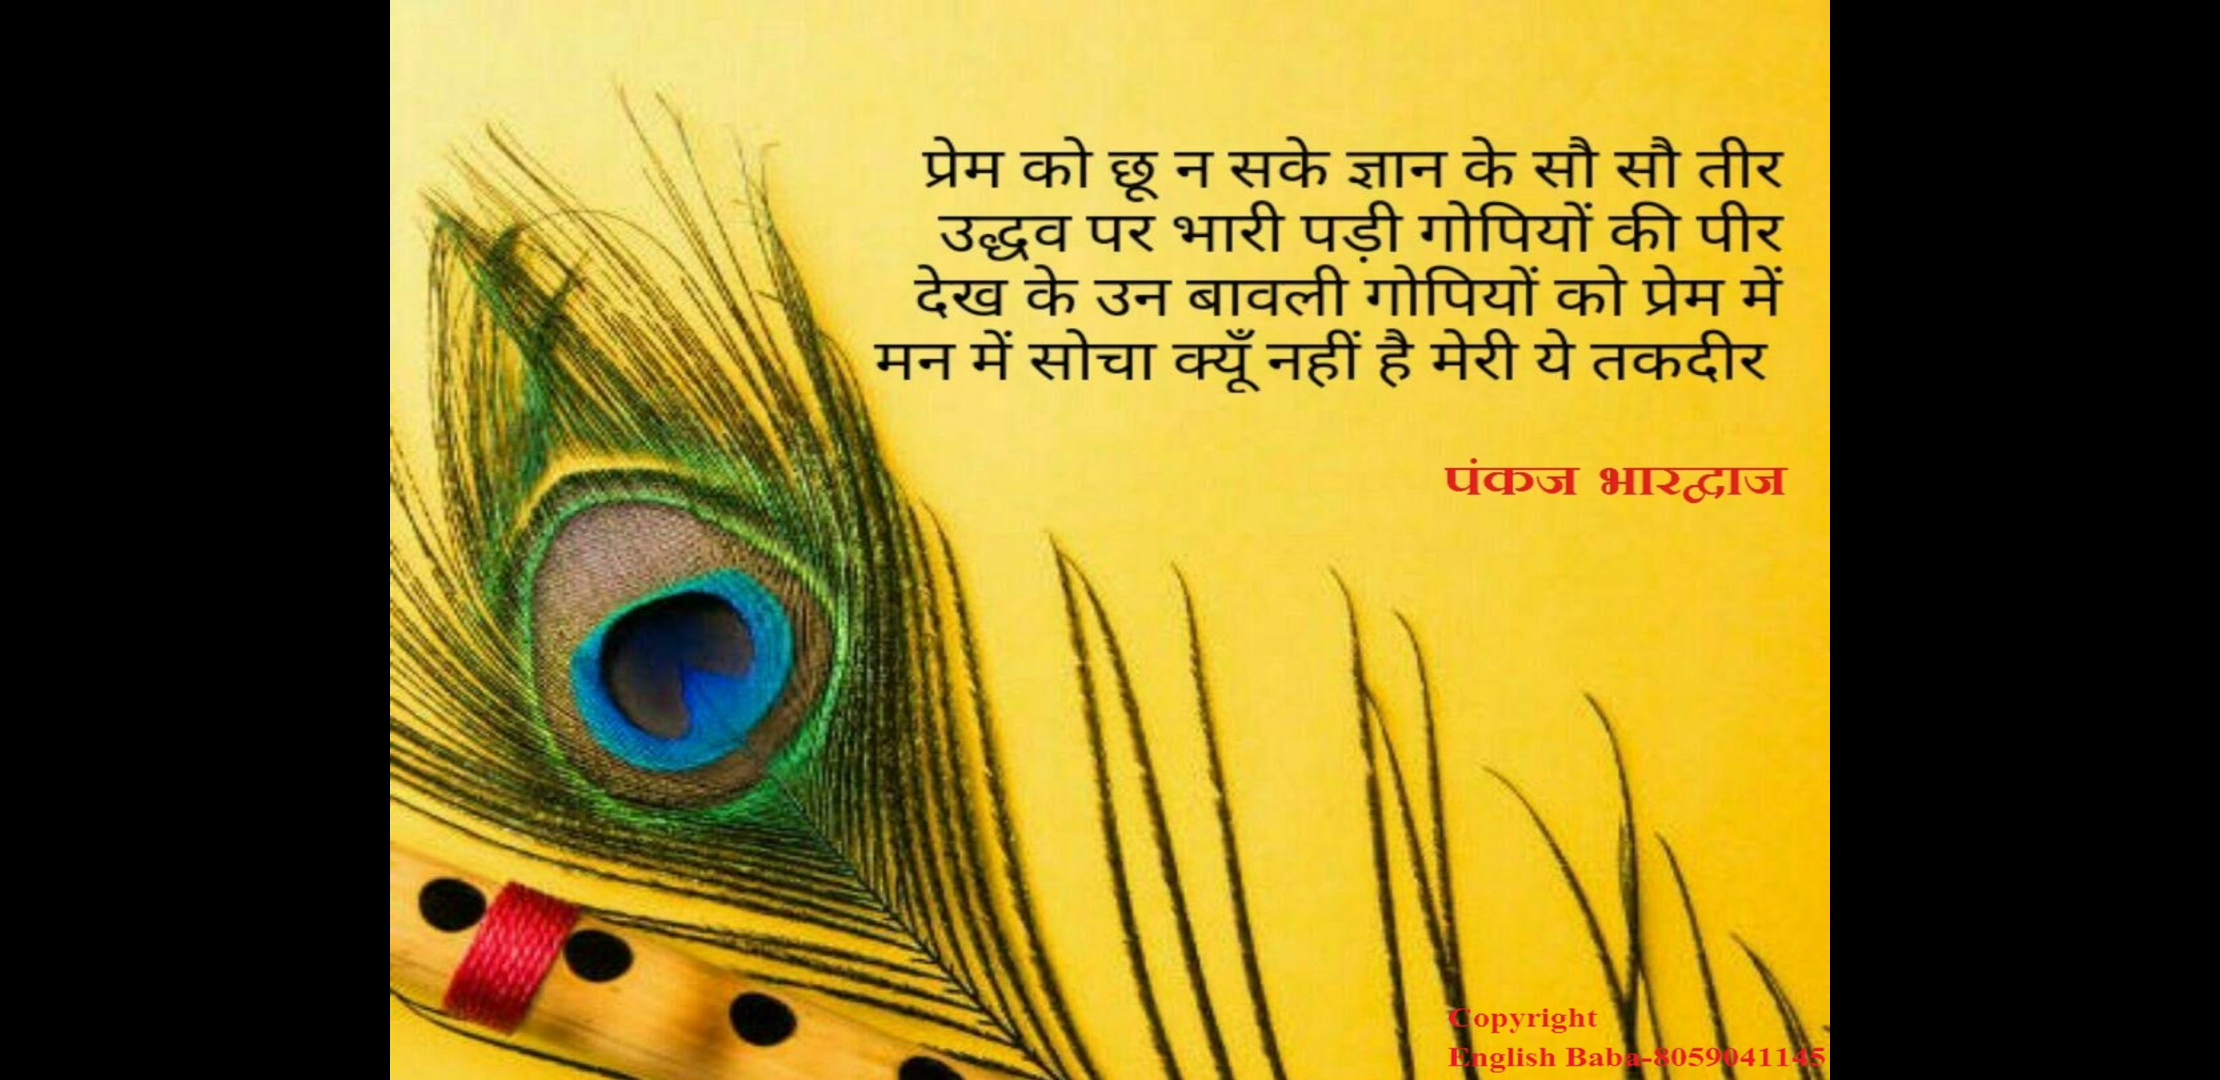 प्रेम को छू न सके ज्ञान के सौ सौ तीर
उद्धव पर भारी पड़ी गोपियों की पीर
देख के उन बावली गोपियों को प्रेम में
मन में सोचा क्यूँ नहीं है मेरी ये तकदीर
पंकज भारद्वाज
Copyright
English Baba-8059041145